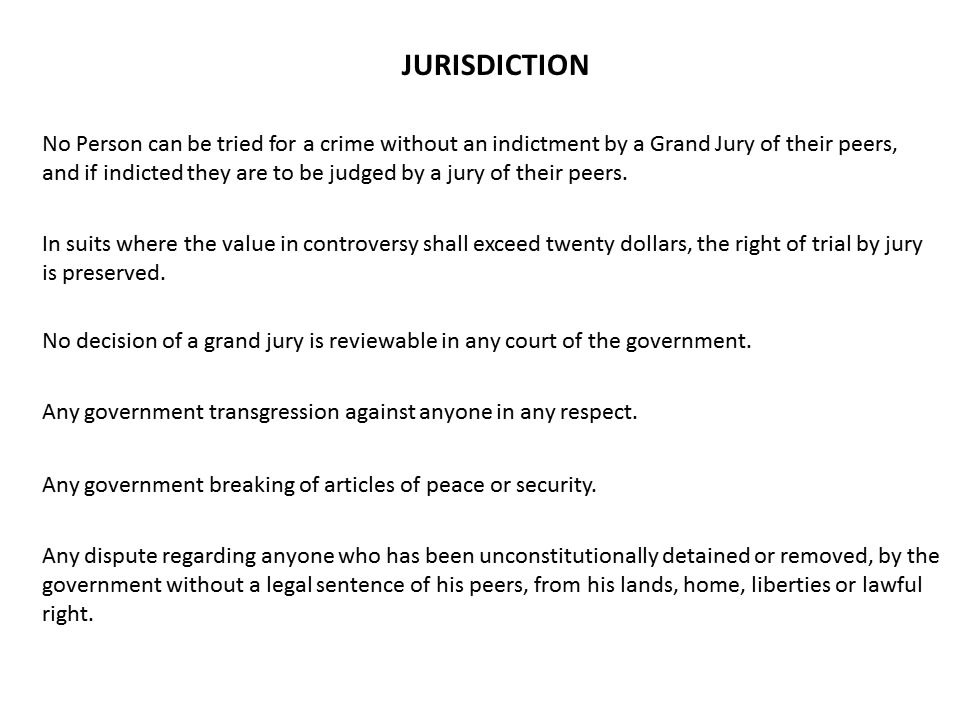 JURISDICTION
No Person can be tried for a crime without an indictment by a Grand Jury of their peers,
and if indicted they are to be judged by a jury of their peers.
In suits where the value in controversy shall exceed twenty dollars, the right of trial by jury
is preserved.
No decision of a grand jury is reviewable in any court of the government.
Any government transgression against anyone in any respect.
Any government breaking of articles of peace or security.
Any dispute regarding anyone who has been unconstitutionally detained or removed, by the
government without a legal sentence of his peers, from his lands, home, liberties or lawful
right.